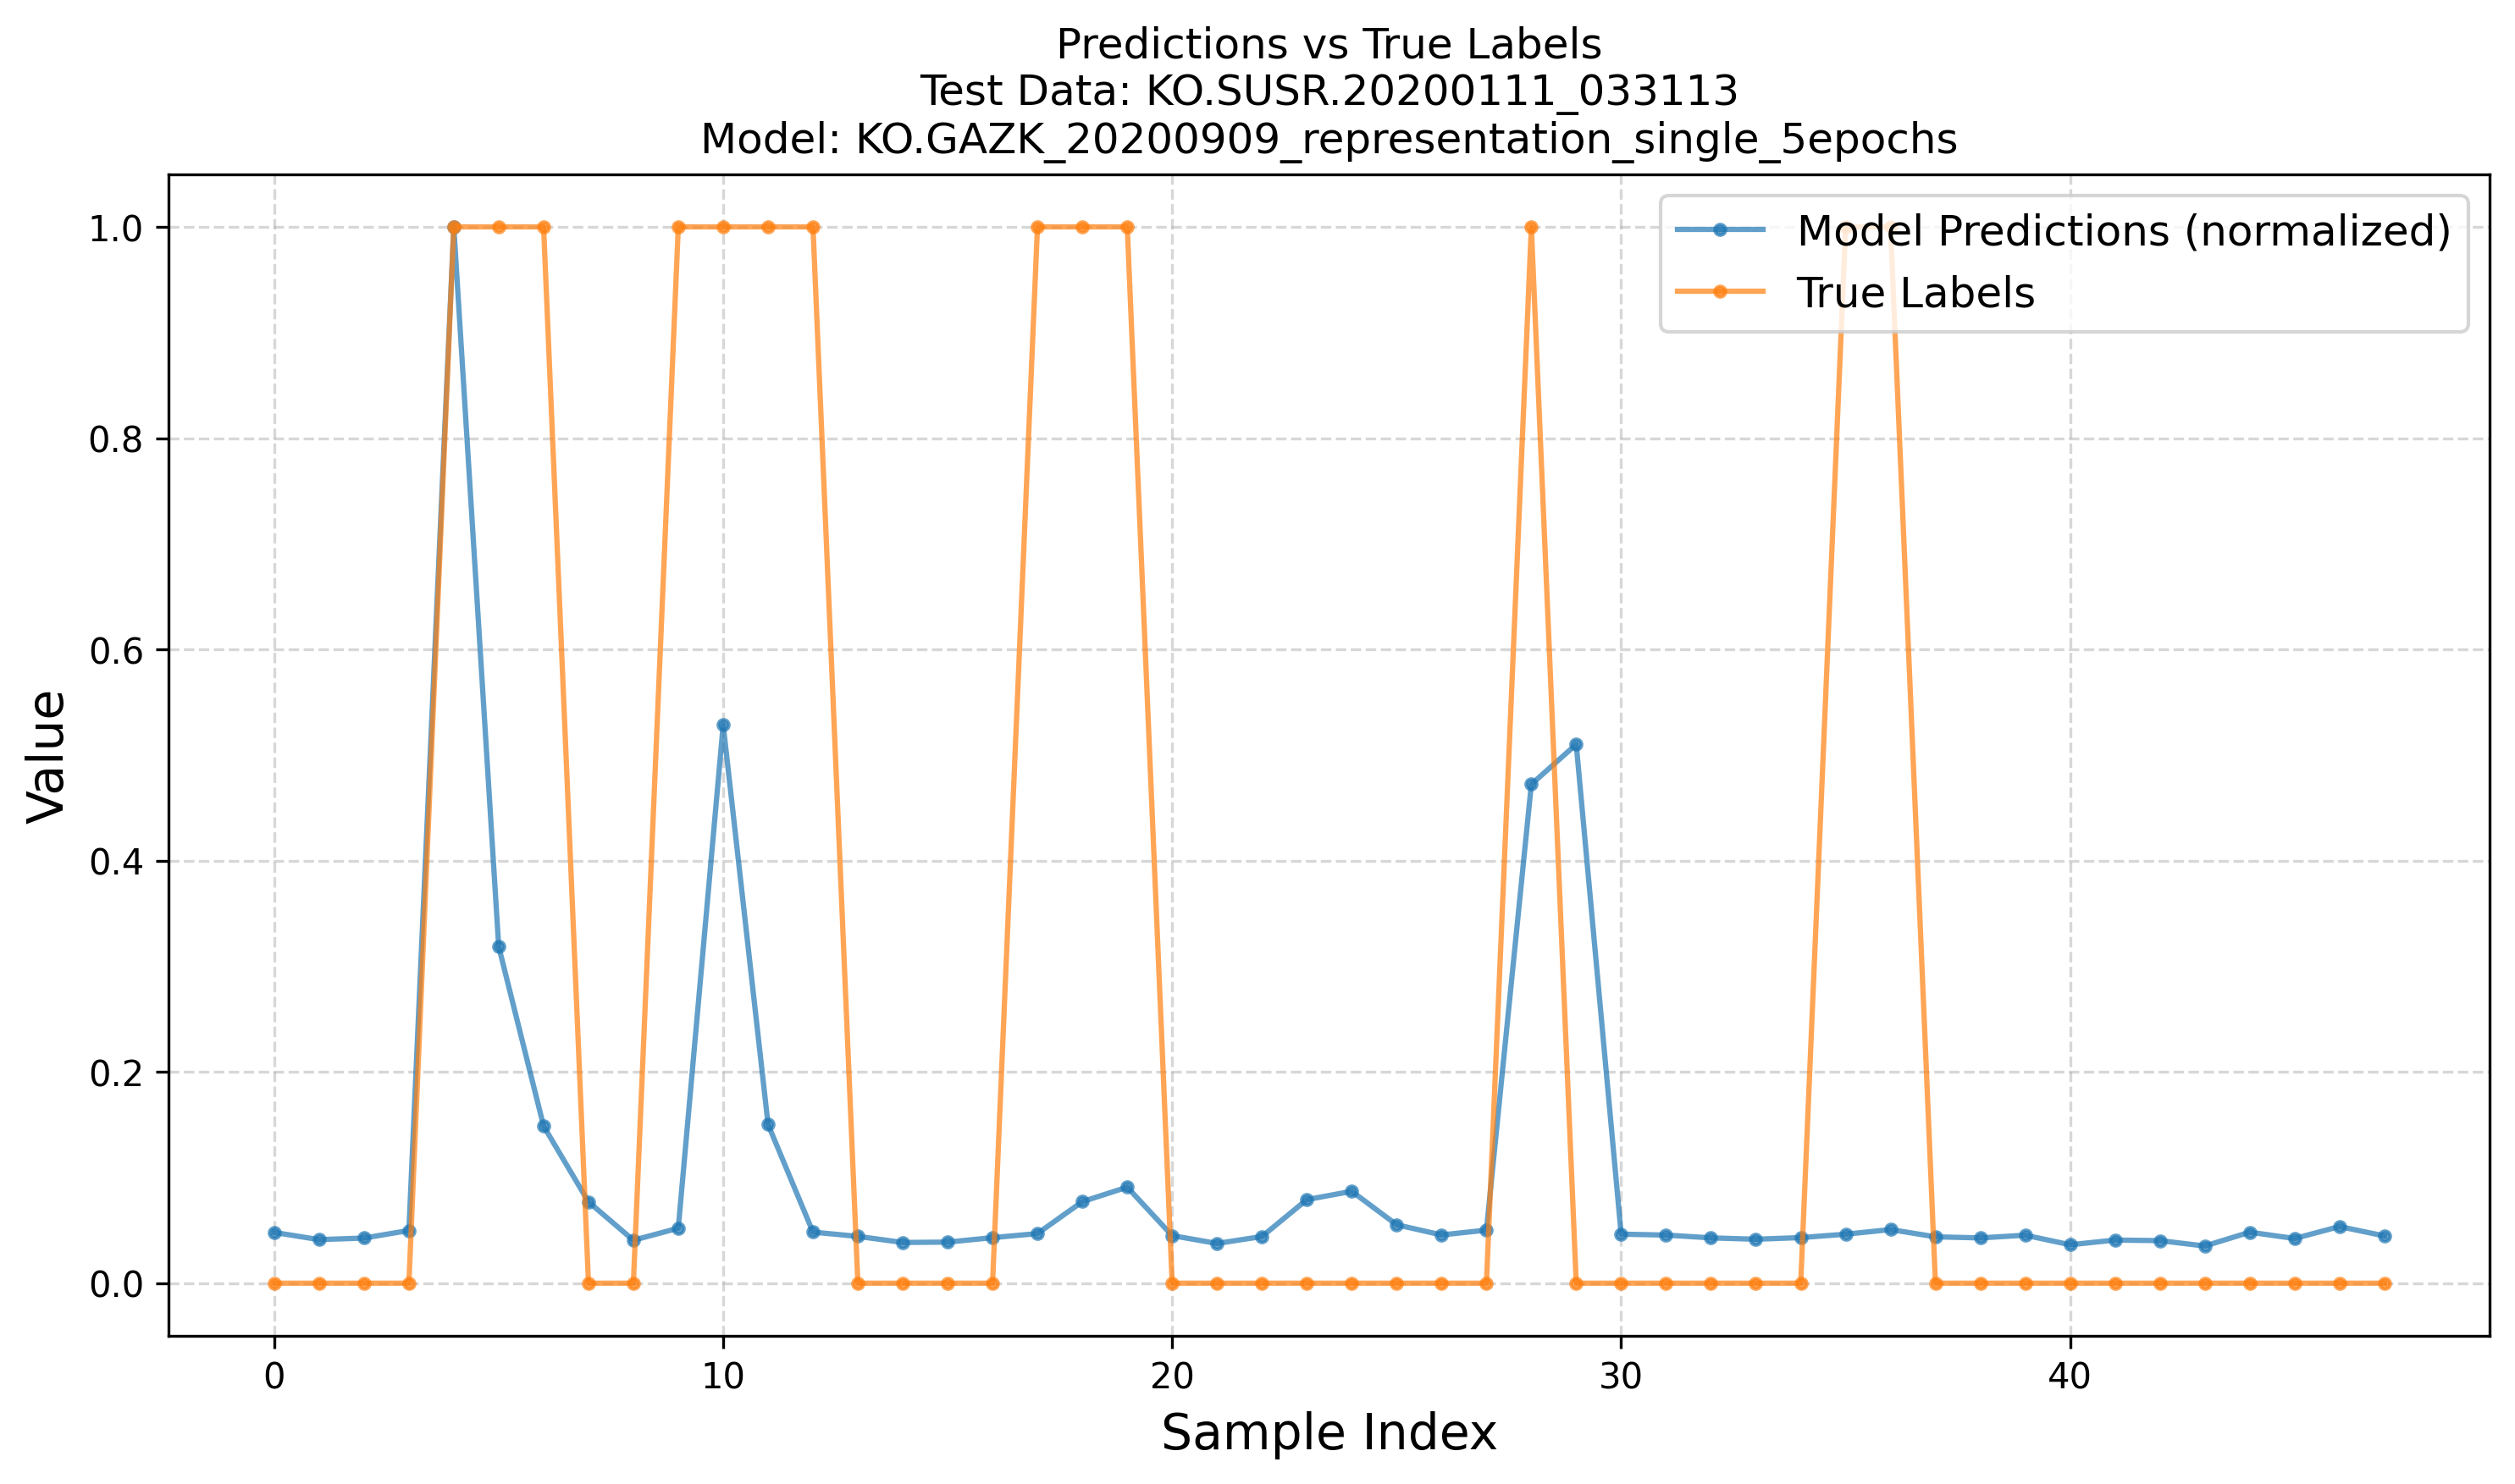 Predictions vs True Labels
Test Data: KO.SUSR.20200111_033113
Model: KO.GAZK_20200909_representation_single_5epochs
Model Predictions (normalized)
True Labels
1.0
0.8
0.6
0.4
0.2
0.0
Value
0 10 20 30 40
Sample Index